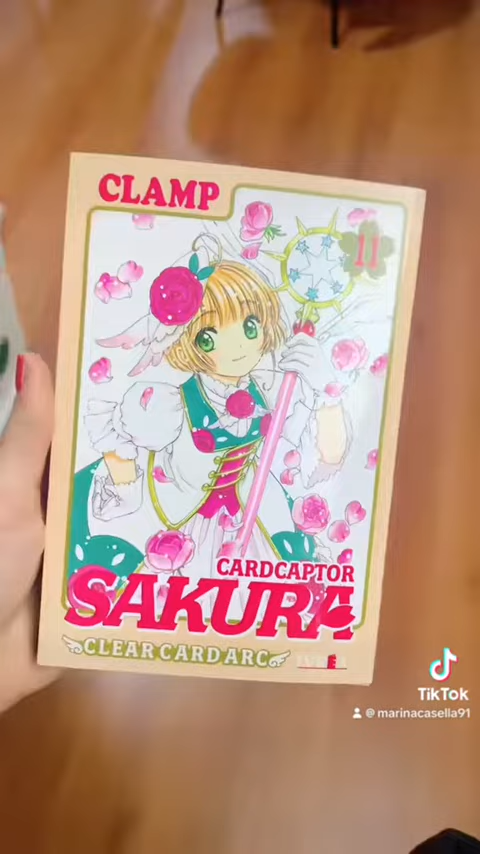 CLAMP
11
CARDCAPTOR
SAKURA
CLEAR CARD ARC
TikTok
@marinacasella91